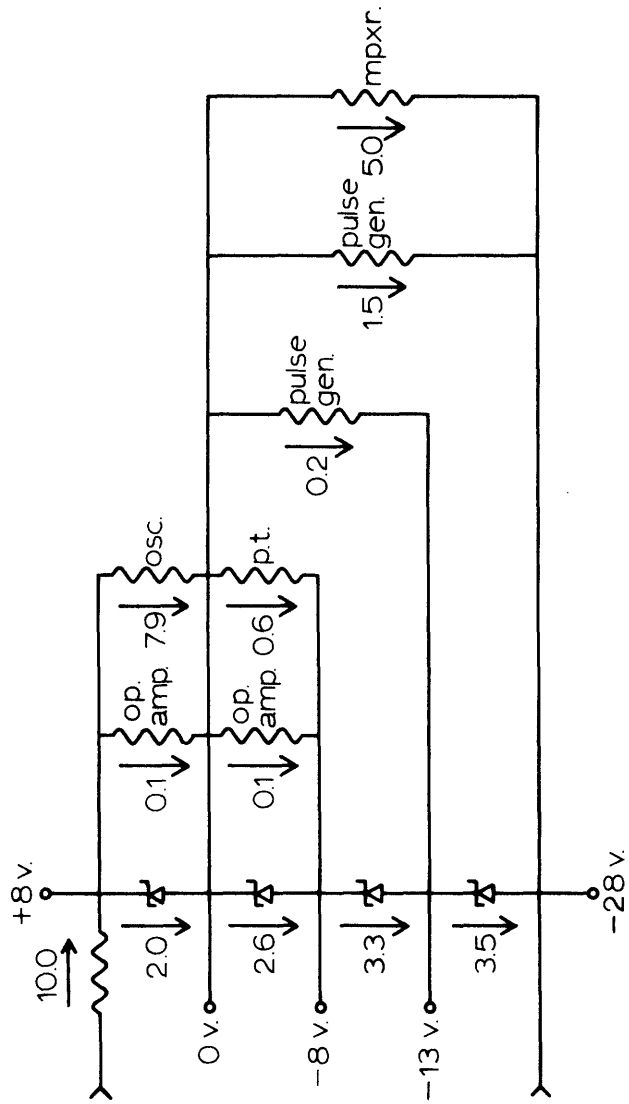 +8 v.
10.0
2.0
op.
amp.
0.1
osc.
7.9
0 v.
2.6
op.
amp.
0.1
p.t.
0.6
pulse
gen.
0.2
pulse
gen.
1.5
mpxr.
5.0
-8 v.
3.3
-13 v.
3.5
-28 v.